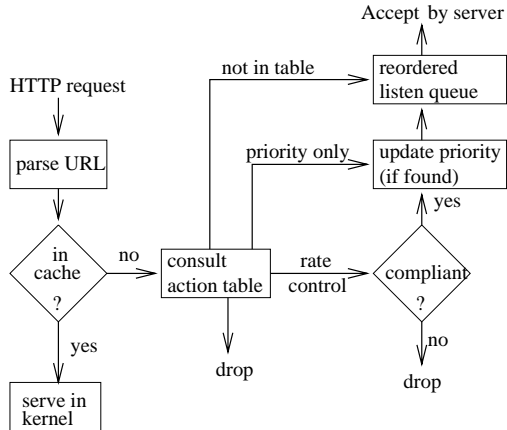 Accept by server
not in table
reordered
listen queue
HTTP request
parse URL
priority only
update priority
(if found)
yes
in
cache
?
no
consult
action table
rate
control
compliant
?
yes
no
drop
drop
serve in
kernel